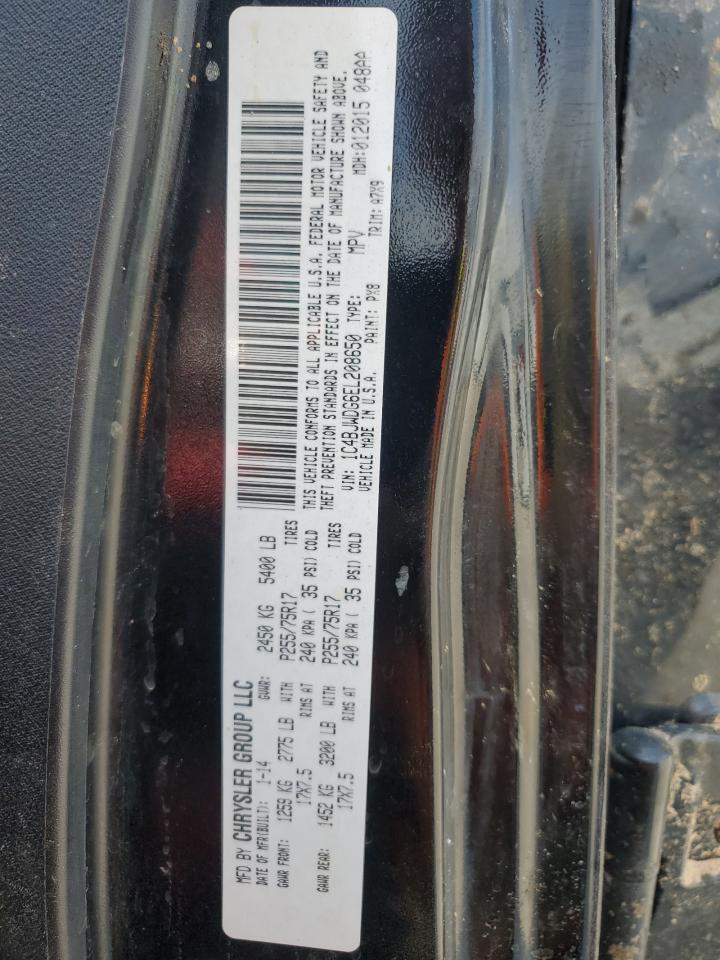 MFD BY CHRYSLER GROUP LLC
DATE OF MFR(BUILT): 1-14 GVWR: 2450 KG 5400 LB
GAWR FRONT: 1259 KG 2775 LB WITH P255/75R17 TIRES
17X7.5 RIMS AT 240 KPA ( 35 PSI) COLD
GAWR REAR: 1452 KG 3200 LB WITH P255/75R17 TIRES
17X7.5 RIMS AT 240 KPA ( 35 PSI) COLD
THIS VEHICLE CONFORMS TO ALL APPLICABLE U.S.A. FEDERAL MOTOR VEHICLE SAFETY AND
THEFT PREVENTION STANDARDS IN EFFECT ON THE DATE OF MANUFACTURE SHOWN ABOVE.
VIN: 1C4BJWDG6EL208650 TYPE: MPV MDH:012015 048AA
VEHICLE MADE IN U.S.A. PAINT: PX8 TRIM: A7X9